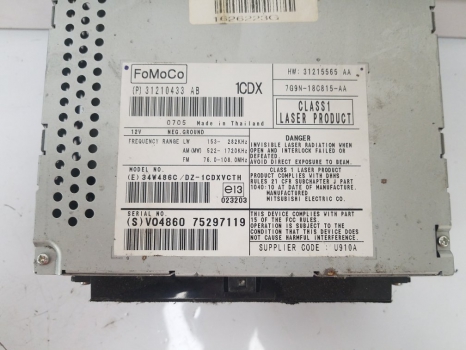 FoMoCo
(P) 31210433 AB
1CDX
0705 Made in Thailand
12V NEG.GROUND
FREQUENCY RANGE LW 153- 282KHz
AM(MW) 522- 1720KHz
FM 76.0-108.0MHz
MODEL NO.
(E)34W486C/DZ-1CDXVCTH
e13
023203
SERIAL NO.
(S)V04860 75297119
HW: 31215565 AA
7G9N-18C815-AA
CLASS1
LASER PRODUCT
DANGER
INVISIBLE LASER RADIATION WHEN
OPEN AND INTERLOCK FAILED OR
DEFEATED.
AVOID DIRECT EXPOSURE TO BEAM
CLASS 1 LASER PRODUCT
THIS PRODUCT COMPLIES WITH DHHS
RULES 21 CFR SUBCHAPTER J PART
1040:10 AT DATE OF MANUFACTURE.
MANUFACTURED
MITSUBISHI ELECTRIC CO.
THIS DEVICE COMPLIES WITH PART
15 OF THE FCC RULES. OPERATION
IS SUBJECT TO THE CONDITION
THAT THIS DEVICE DOES
NOT CAUSE HARMFUL INTERFERENCE
SUPPLIER CODE : U910A